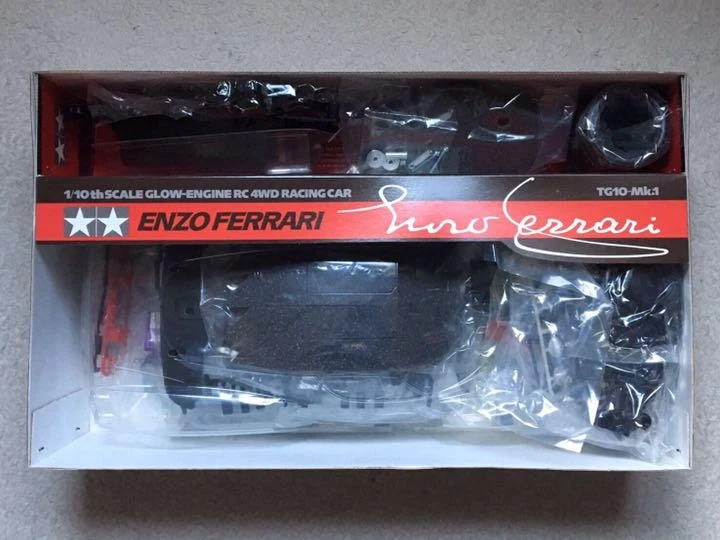 1/10th SCALE GLOW-ENGINE RC 4WD RACING CAR
TG10-Mk.1
ENZO FERRARI
Enzo Ferrari